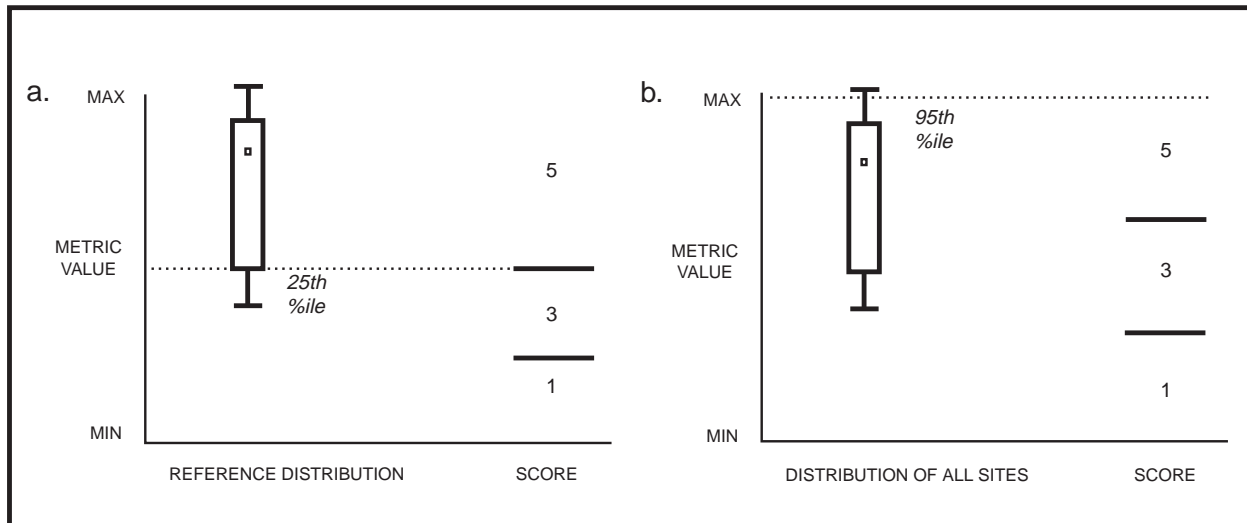 a.
MAX
5
METRIC
VALUE
25th
%ile
3
1
MIN
REFERENCE DISTRIBUTION
SCORE
b.
MAX
95th
%ile
5
METRIC
VALUE
3
1
MIN
DISTRIBUTION OF ALL SITES
SCORE